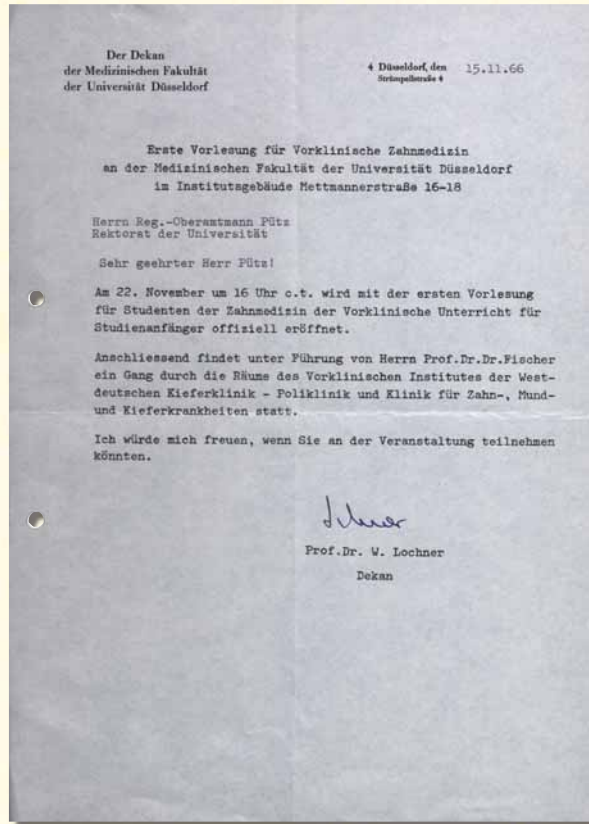 Der Dekan
der Medizinischen Fakultät
der Universität Düsseldorf
4 Düsseldorf, den 15.11.66
Strümpellstraße 4
Erste Vorlesung für Vorklinische Zahnmedizin
an der Medizinischen Fakultät der Universität Düsseldorf
im Institutsgebäude Mettmannerstraße 16-18
Herrn Reg.-Oberamtmann Pütz
Rektorat der Universität
Sehr geehrter Herr Pütz!
Am 22. November um 16 Uhr c.t. wird mit der ersten Vorlesung
für Studenten der Zahnmedizin der Vorklinische Unterricht für
Studienanfänger offiziell eröffnet.
Anschliessend findet unter Führung von Herrn Prof.Dr.Dr.Fischer
ein Gang durch die Räume des Vorklinischen Institutes der West-
deutschen Kieferklinik - Poliklinik und Klinik für Zahn-, Mund-
und Kieferkrankheiten statt.
Ich würde mich freuen, wenn Sie an der Veranstaltung teilnehmen
könnten.
Prof.Dr. W. Lochner
Dekan